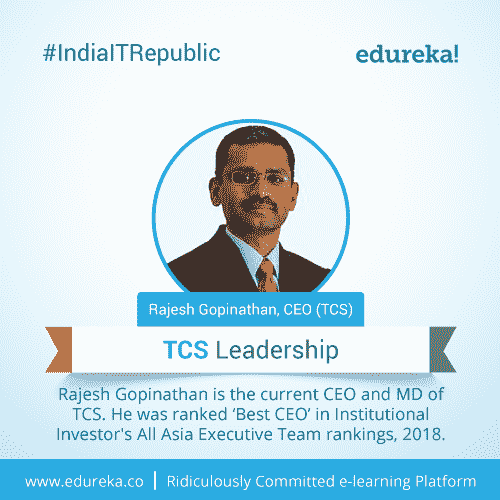 #IndiaITRepublic
edureka!
Rajesh Gopinathan, CEO (TCS)
TCS Leadership
Rajesh Gopinathan is the current CEO and MD of
TCS. He was ranked ‘Best CEO’ in Institutional
Investor's All Asia Executive Team rankings, 2018.
www.edureka.co | Ridiculously Committed e-learning Platform